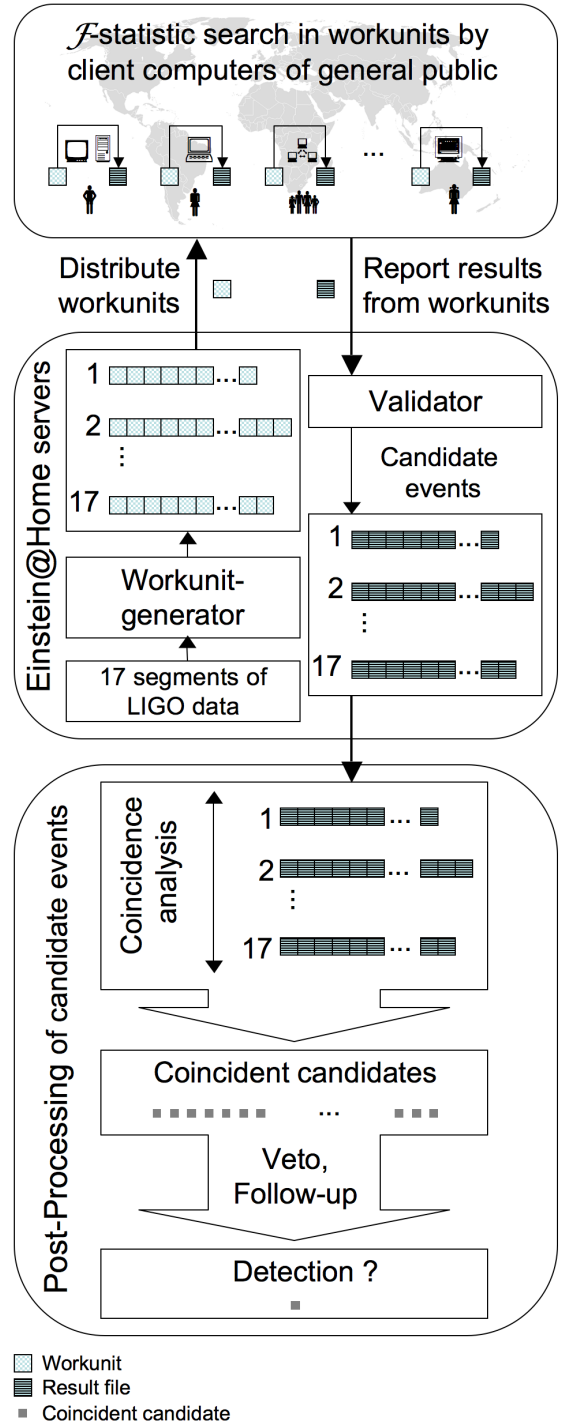 ℱ-statistic search in workunits by
client computers of general public
...
Distribute
workunits
Report results
from workunits
Einstein@Home servers
1 ...
2 ...
⋮
17 ...
Workunit-
generator
17 segments of
LIGO data
Validator
Candidate
events
1 ...
2 ...
⋮
17 ...
Post-Processing of candidate events
Coincidence
analysis
1 ...
2 ...
⋮
17 ...
Coincident candidates
...
Veto,
Follow-up
Detection ?
Workunit
Result file
Coincident candidate